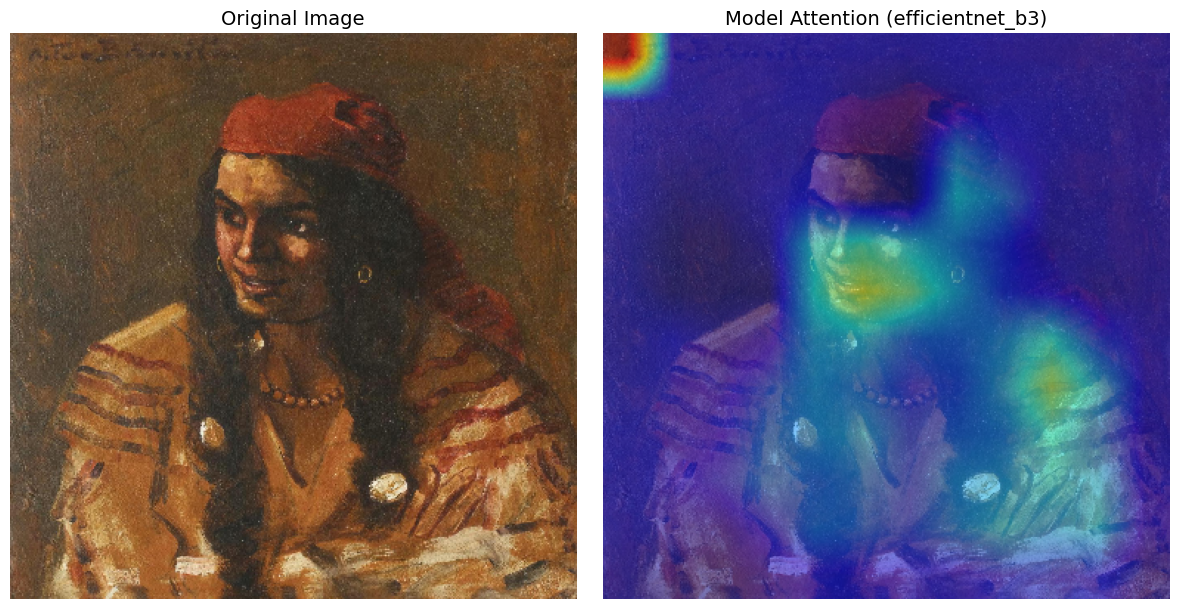 Original Image
Model Attention (efficientnet_b3)